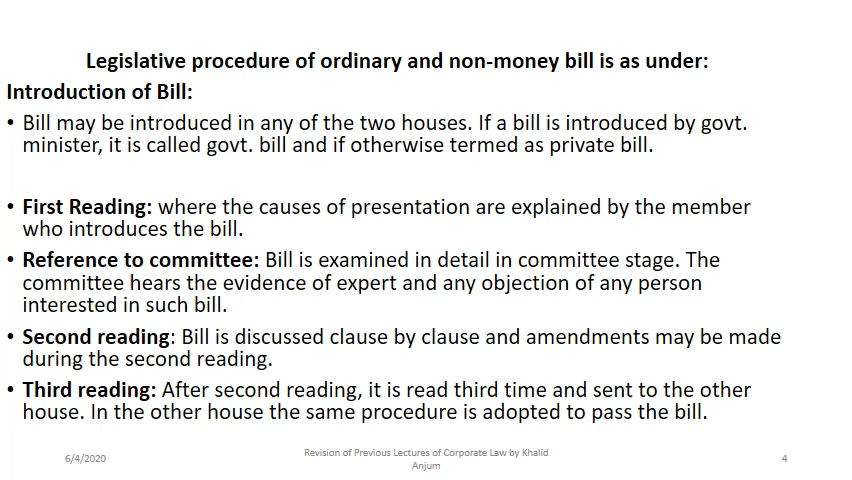 Legislative procedure of ordinary and non-money bill is as under:
Introduction of Bill:
• Bill may be introduced in any of the two houses. If a bill is introduced by govt.
minister, it is called govt. bill and if otherwise termed as private bill.
• First Reading: where the causes of presentation are explained by the member
who introduces the bill.
• Reference to committee: Bill is examined in detail in committee stage. The
committee hears the evidence of expert and any objection of any person
interested in such bill.
• Second reading: Bill is discussed clause by clause and amendments may be made
during the second reading.
• Third reading: After second reading, it is read third time and sent to the other
house. In the other house the same procedure is adopted to pass the bill.
6/4/2020
Revision of Previous Lectures of Corporate Law by Khalid
Anjum
4